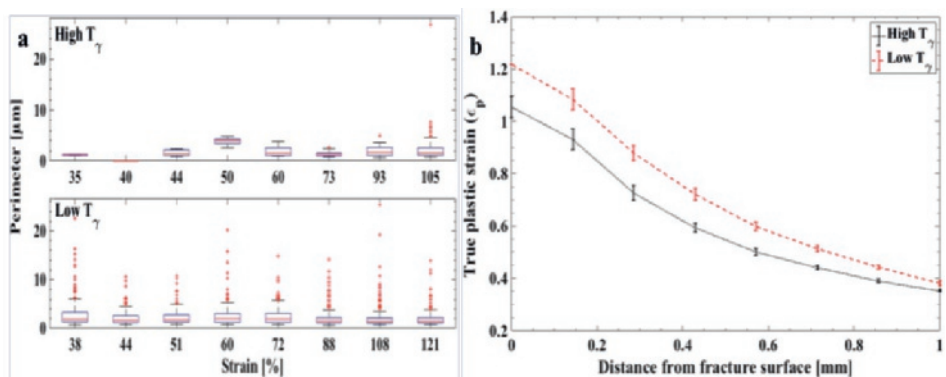 a
High Tγ
Perimeter [μm]
20
10
0
35 40 44 50 60 73 93 105
Low Tγ
20
10
0
38 44 51 60 72 88 108 121
Strain [%]
b
High Tγ
Low Tγ
True plastic strain (ϵp)
1.4
1.2
1
0.8
0.6
0.4
0.2
0 0.2 0.4 0.6 0.8 1
Distance from fracture surface [mm]